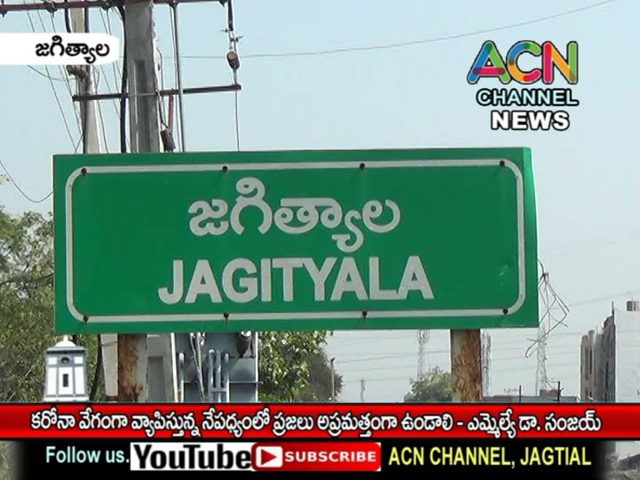 జగిత్యాల
ACN
CHANNEL
NEWS
జగిత్యాల
JAGITYALA
కరోనా వేగంగా వ్యాపిస్తున్న నేపధ్యంలో ప్రజలు అప్రమత్తంగా ఉండాలి - ఎమ్మెల్యే డా. సంజయ్
Follow us. YouTube SUBSCRIBE ACN CHANNEL, JAGTIAL